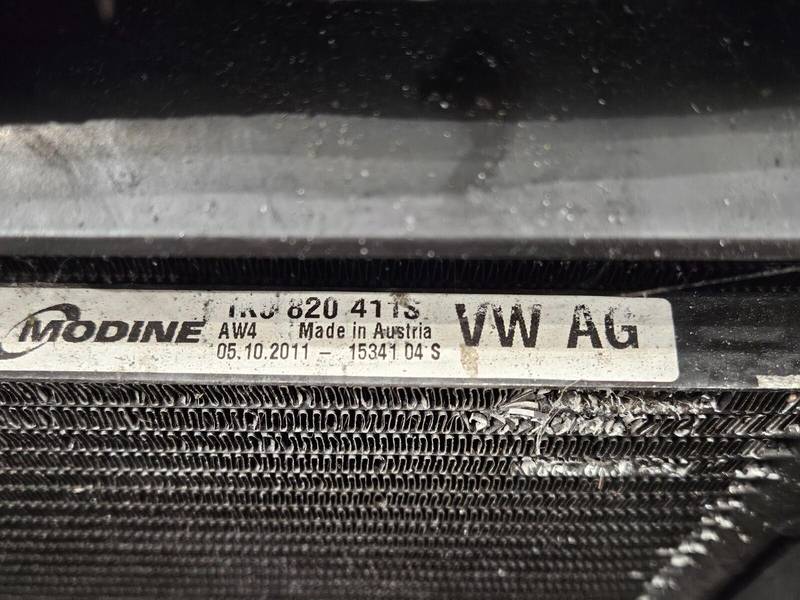 MODINE
1K0 820 411S
AW4 Made in Austria
05.10.2011 – 15341 04 S
VW AG